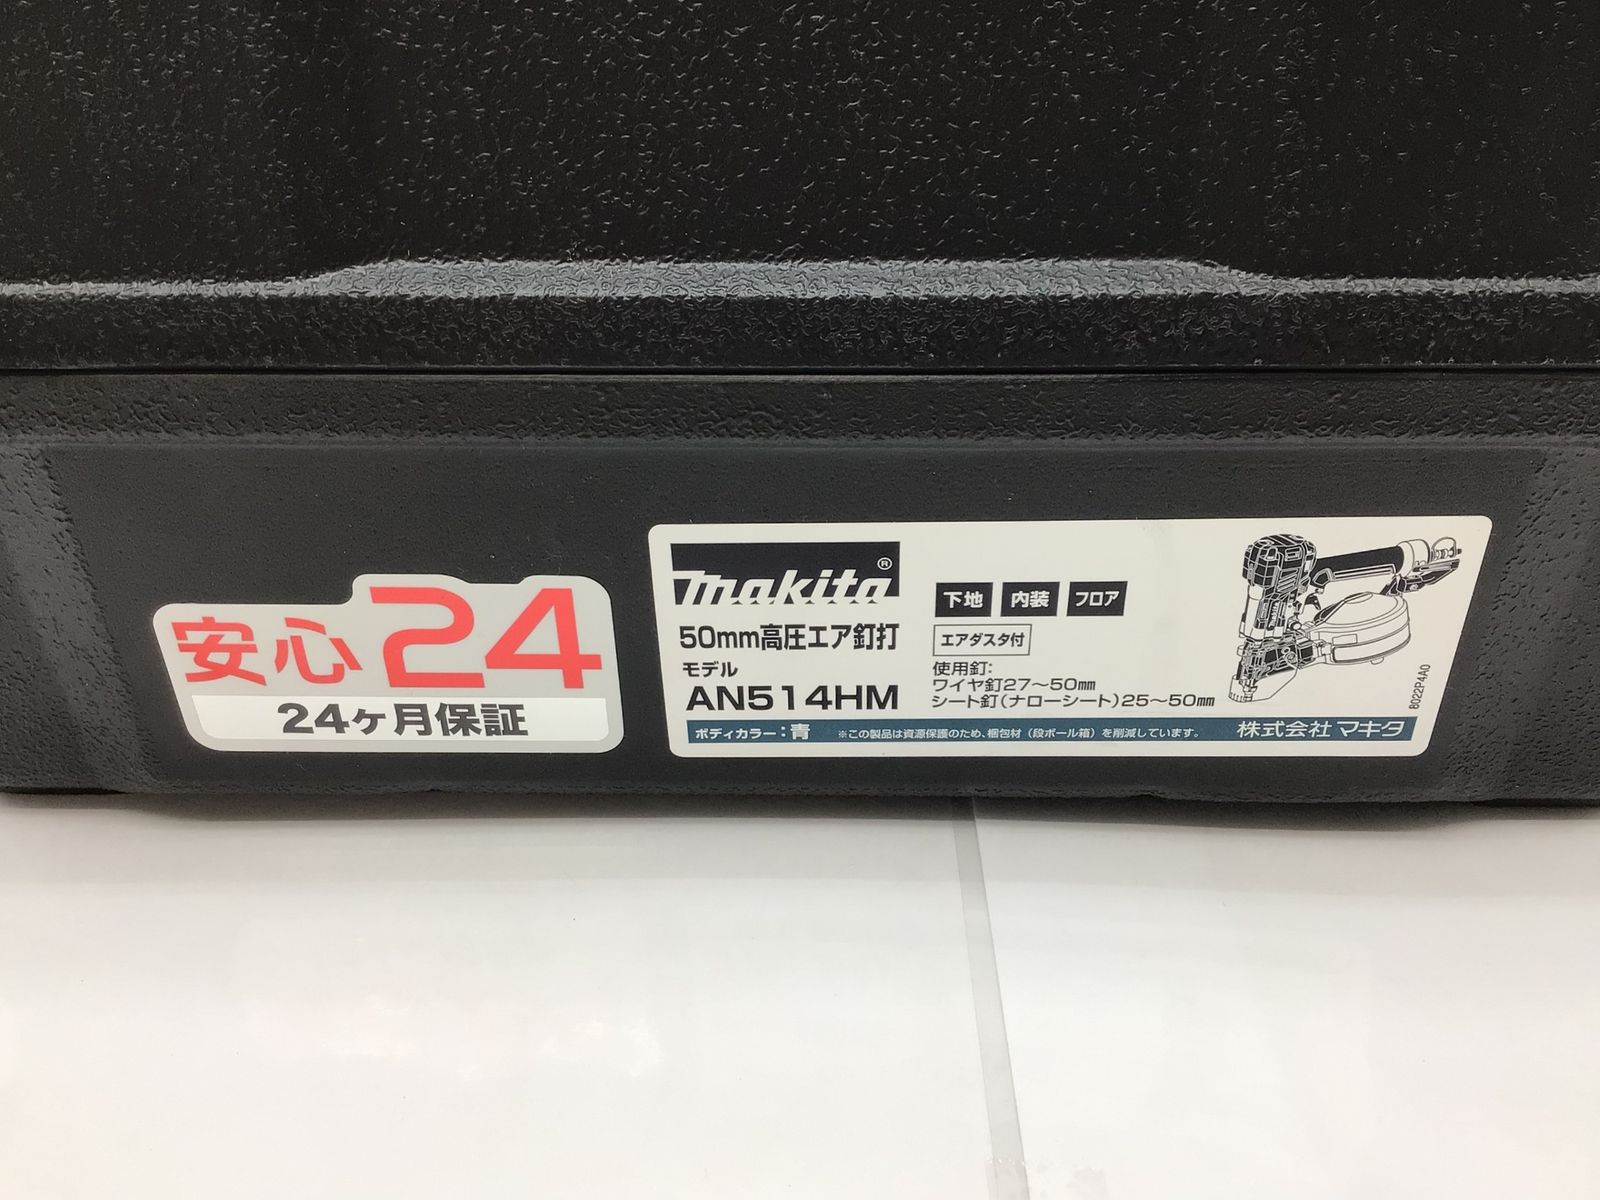 安心24
24ヶ月保証
makita®
50mm高圧エア釘打
モデル
AN514HM
下地 内装 フロア
エアダスタ付
使用釘:
ワイヤ釘27〜50mm
シート釘(ナローシート)25〜50mm
8022P4A0
ボディカラー:青 ※この製品は資源保護のため、梱包材(段ボール箱)を削減しています。 株式会社 マキタ